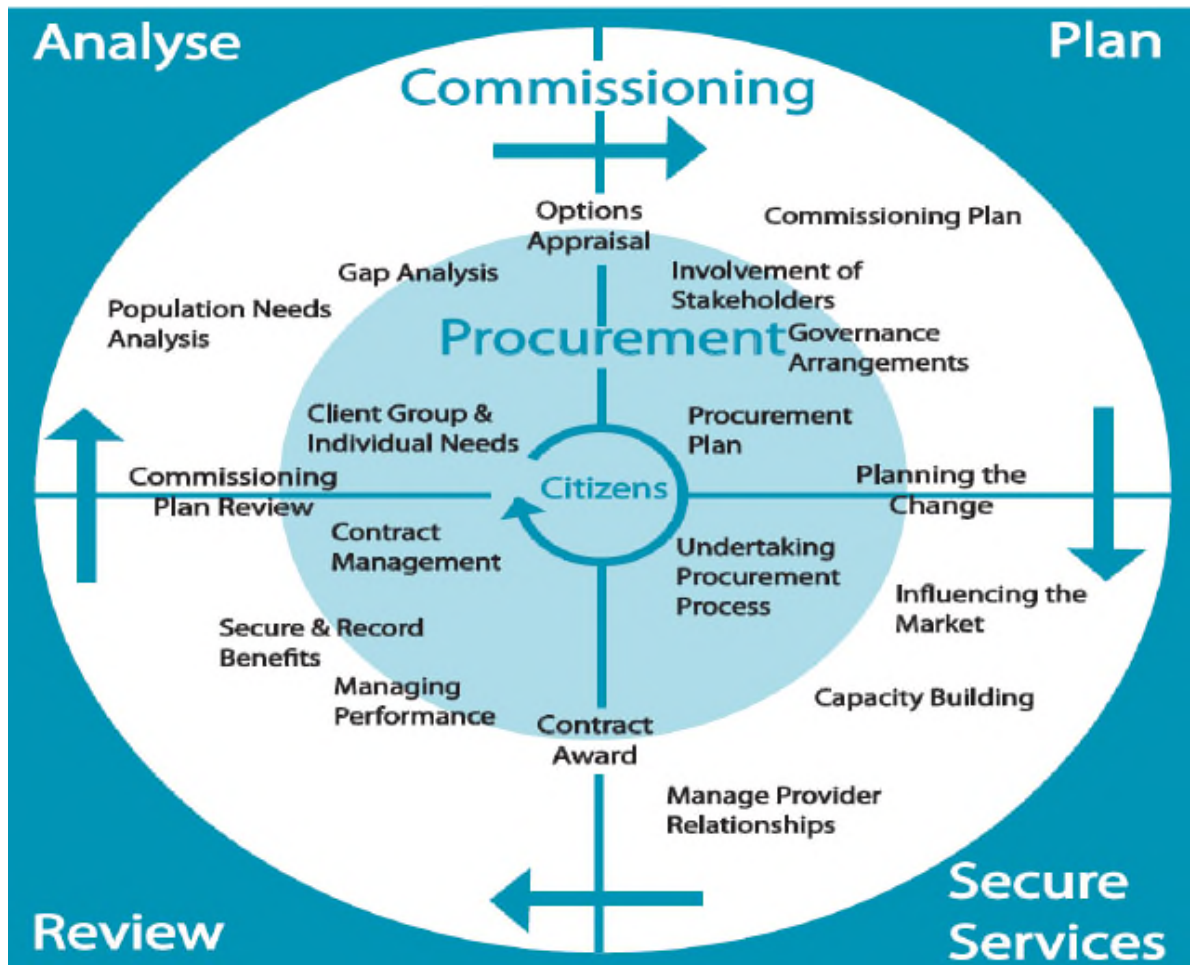 Analyse
Plan
Commissioning
Options
Appraisal
Commissioning Plan
Gap Analysis
Involvement of
Stakeholders
Population Needs
Analysis
Procurement
Governance
Arrangements
Client Group &
Individual Needs
Procurement
Plan
Commissioning
Plan Review
Citizens
Planning the
Change
Contract
Management
Undertaking
Procurement
Process
Influencing the
Market
Secure & Record
Benefits
Managing
Performance
Capacity Building
Contract
Award
Manage Provider
Relationships
Review
Secure
Services